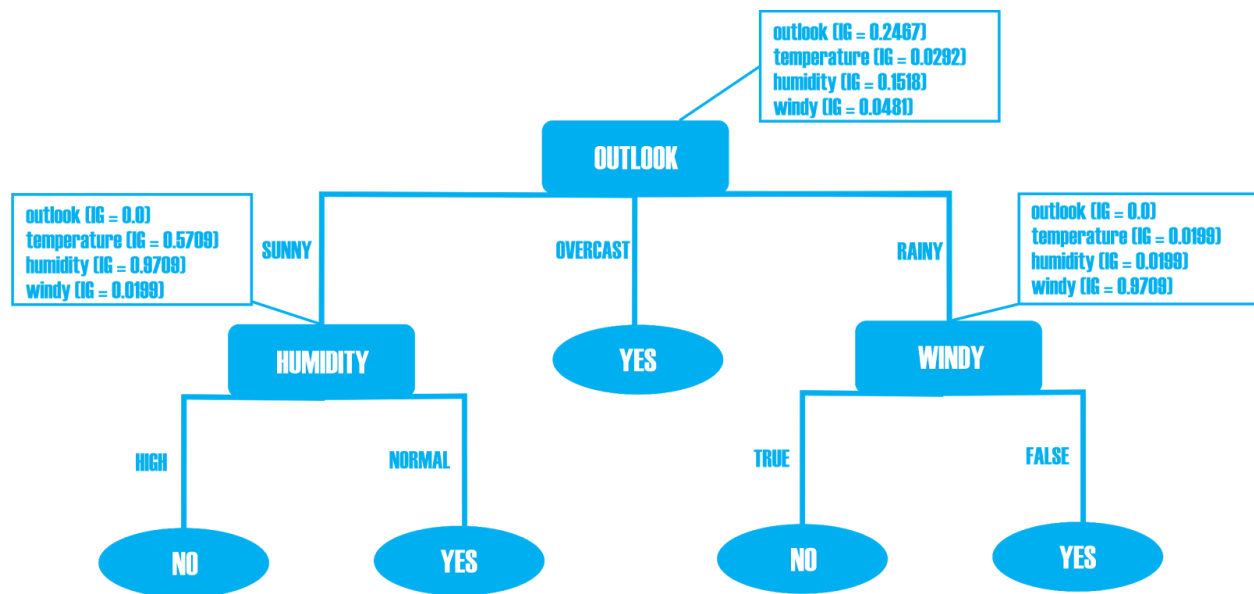 outlook (IG = 0.2467)
temperature (IG = 0.0292)
humidity (IG = 0.1518)
windy (IG = 0.0481)
OUTLOOK
outlook (IG = 0.0)
temperature (IG = 0.5709)
humidity (IG = 0.9709)
windy (IG = 0.0199)
outlook (IG = 0.0)
temperature (IG = 0.0199)
humidity (IG = 0.0199)
windy (IG = 0.9709)
SUNNY
OVERCAST
RAINY
HUMIDITY
YES
WINDY
HIGH
NORMAL
TRUE
FALSE
NO
YES
NO
YES